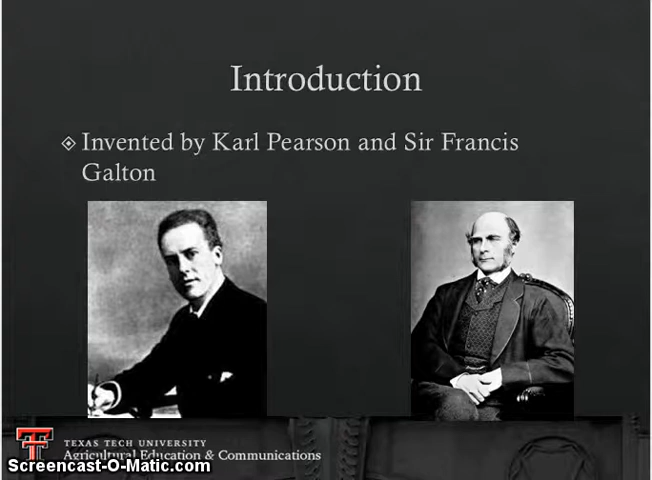 Introduction
Invented by Karl Pearson and Sir Francis
Galton
TEXAS TECH UNIVERSITY
Agricultural Education & Communications
Screencast-O-Matic.com